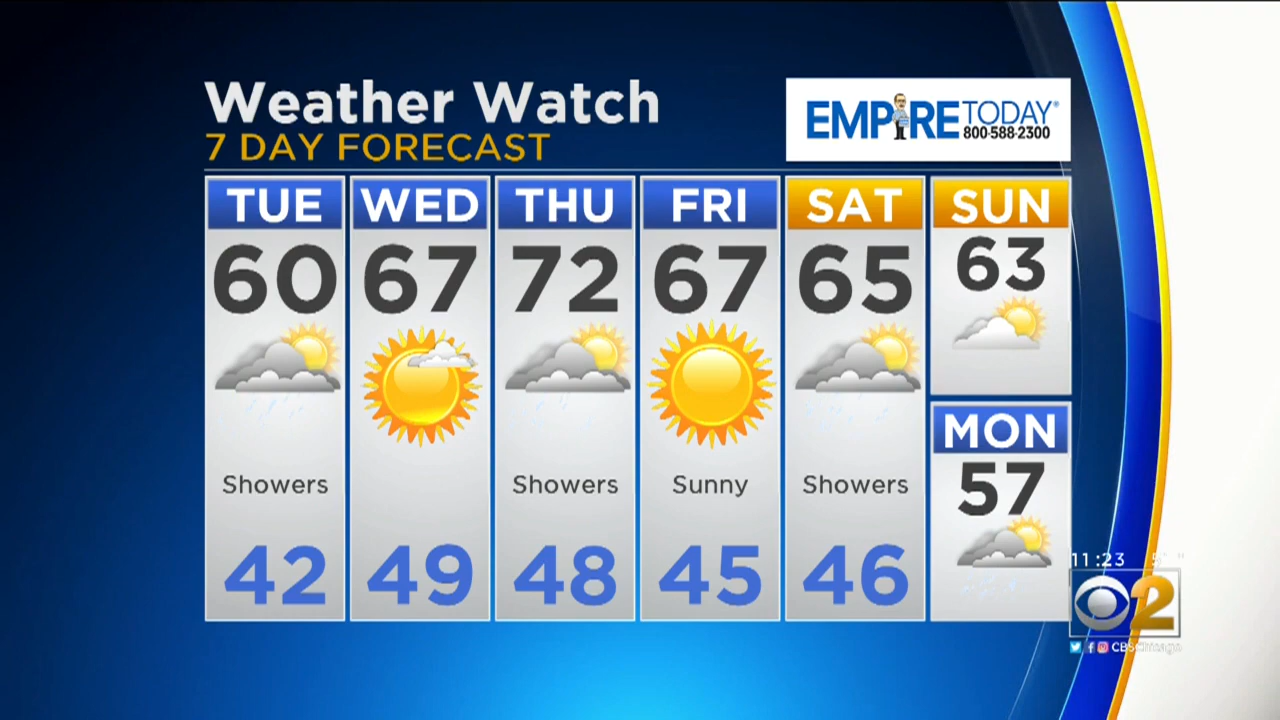 Weather Watch
7 DAY FORECAST
EMPIRE TODAY®
800-588-2300
TUE WED THU FRI SAT SUN
60 67 72 67 65 63
Showers Showers Sunny Showers
42 49 48 45 46
MON
57
11:23
2
CBSChicago